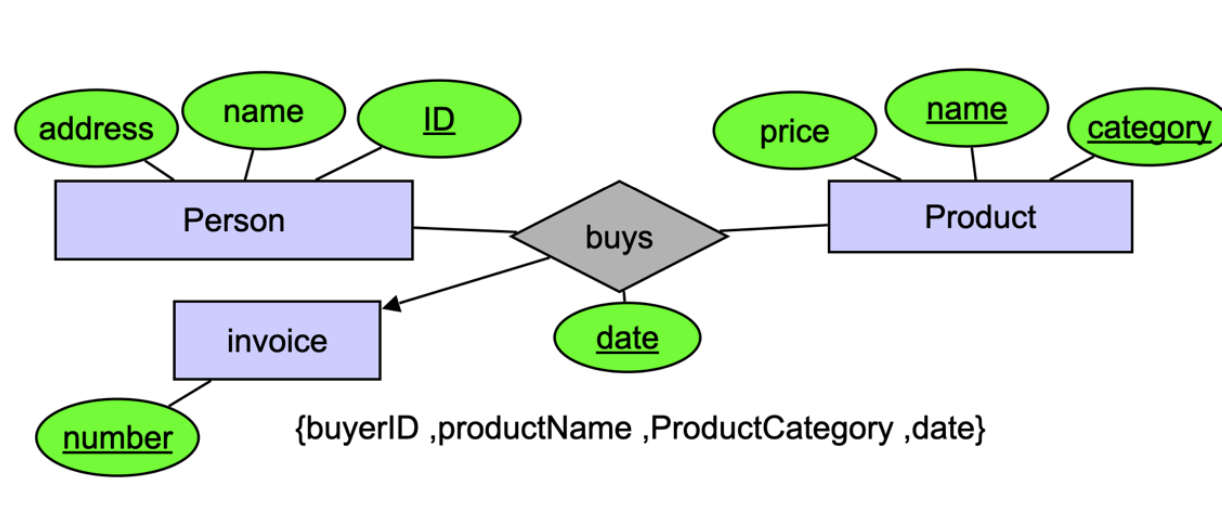 address
name
ID
Person
price
name
category
Product
buys
invoice
date
number
{buyerID ,productName ,ProductCategory ,date}